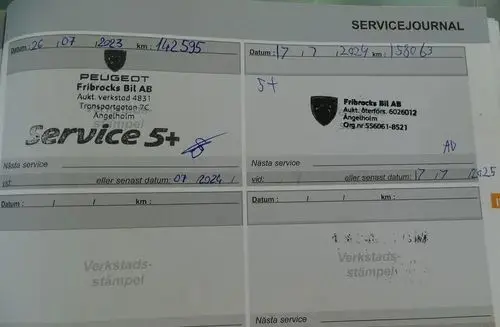 SERVICEJOURNAL
Datum: 26 , 07 , 2023 km: 142595
PEUGEOT
Fribrocks Bil AB
Aukt. verkstad 4831
Transportgatan 7C
Ängelholm
stämpel
Service 5+
Nästa service
vid: eller senast datum: 07 , 2024 ,
Datum: 17 , 7 , 2024 km: 158063
5+
Fribrocks Bil AB
Aukt. återförs. 6026012
Ängelholm
Org.nr 556061-8521
AD
Nästa service
vid: eller senast datum: 17 , 7 , 2025
Datum: / / km:
Verkstads-
stämpel
Datum: / / km:
Verkstads-
stämpel
Nästa service